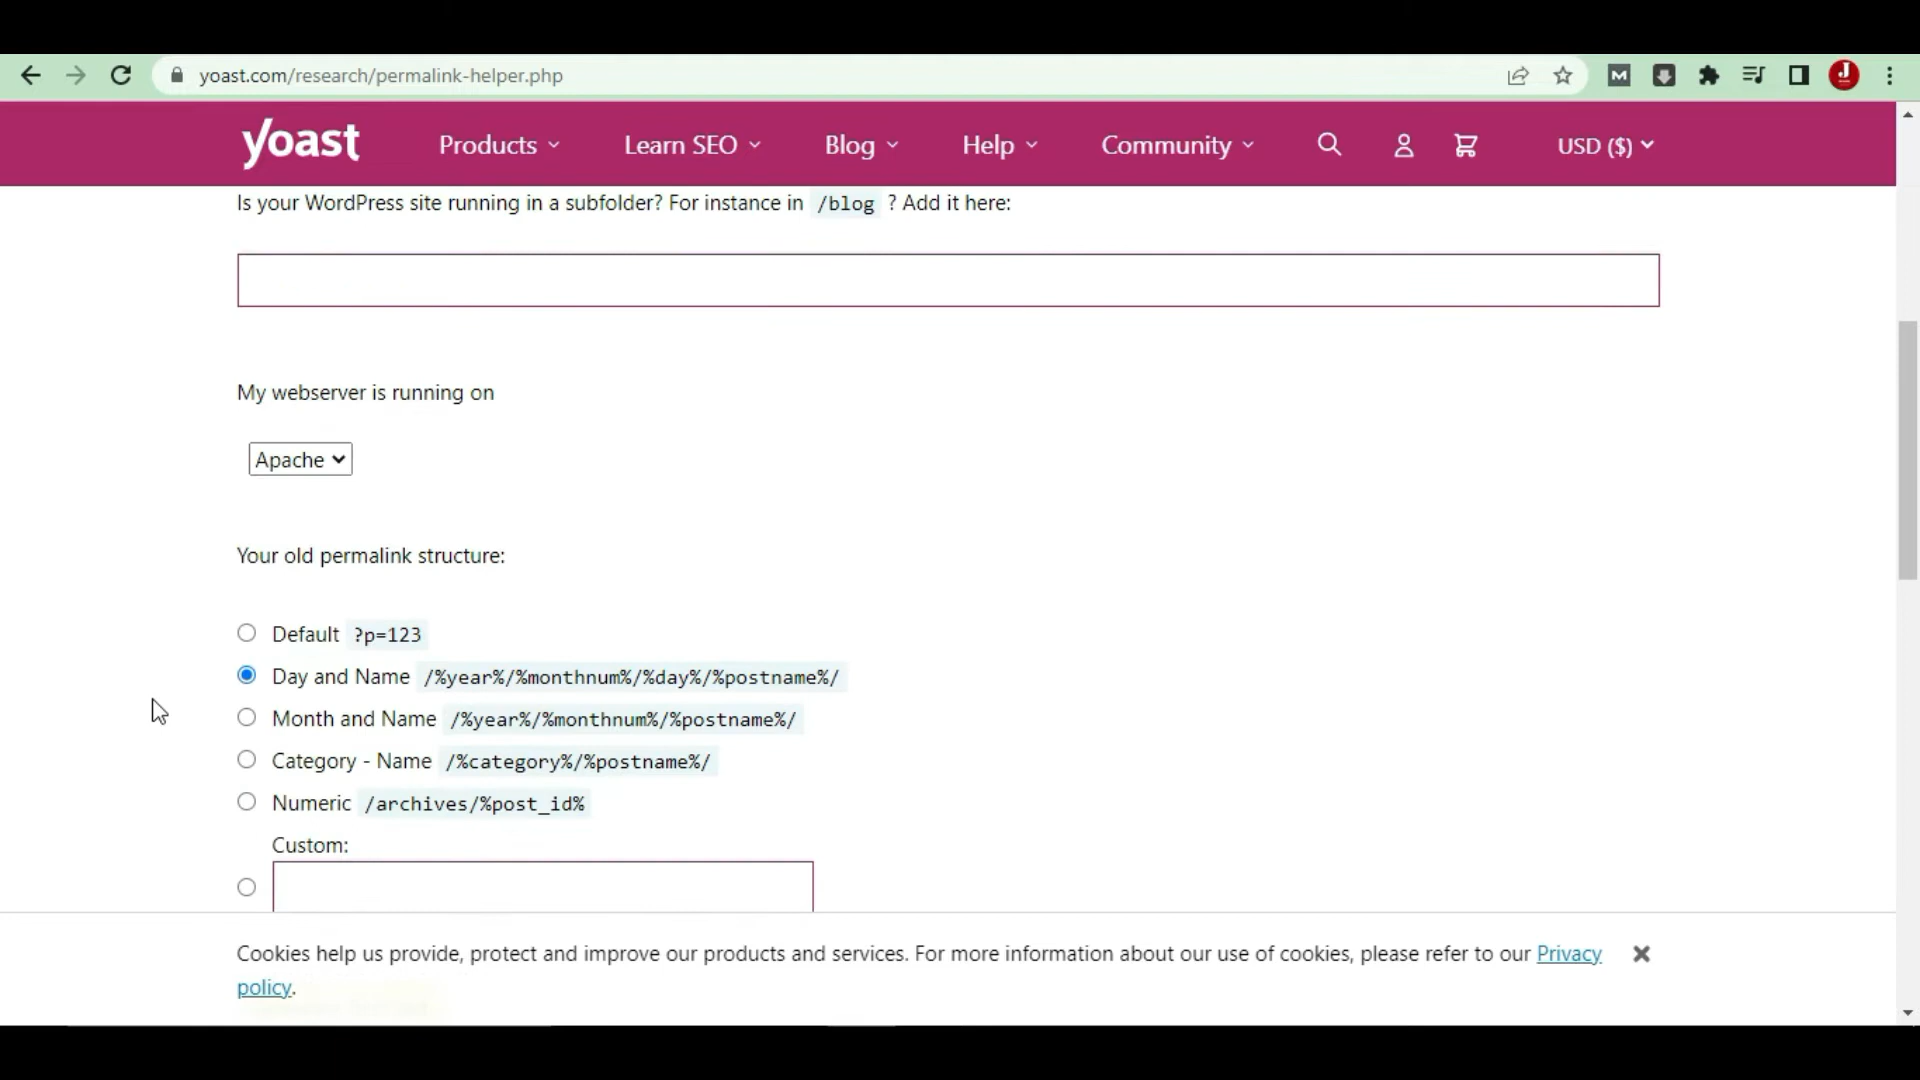 yoast.com/research/permalink-helper.php
yoast Products Learn SEO Blog Help Community USD ($)
Is your WordPress site running in a subfolder? For instance in /blog ? Add it here:
My webserver is running on
Apache
Your old permalink structure:
Default ?p=123
Day and Name /%year%/%monthnum%/%day%/%postname%/
Month and Name /%year%/%monthnum%/%postname%/
Category - Name /%category%/%postname%/
Numeric /archives/%post_id%
Custom:
Cookies help us provide, protect and improve our products and services. For more information about our use of cookies, please refer to our Privacy
policy.